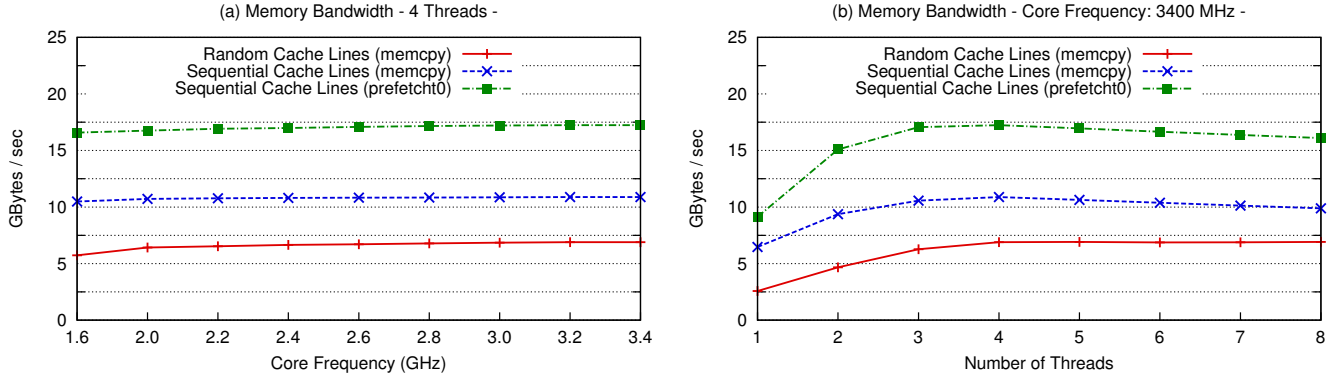 (a) Memory Bandwidth - 4 Threads -
25
20
15
10
5
0
GBytes / sec
Random Cache Lines (memcpy)
Sequential Cache Lines (memcpy)
Sequential Cache Lines (prefetcht0)
1.6 2.0 2.2 2.4 2.6 2.8 3.0 3.2 3.4
Core Frequency (GHz)
(b) Memory Bandwidth - Core Frequency: 3400 MHz -
25
20
15
10
5
0
GBytes / sec
Random Cache Lines (memcpy)
Sequential Cache Lines (memcpy)
Sequential Cache Lines (prefetcht0)
1 2 3 4 5 6 7 8
Number of Threads